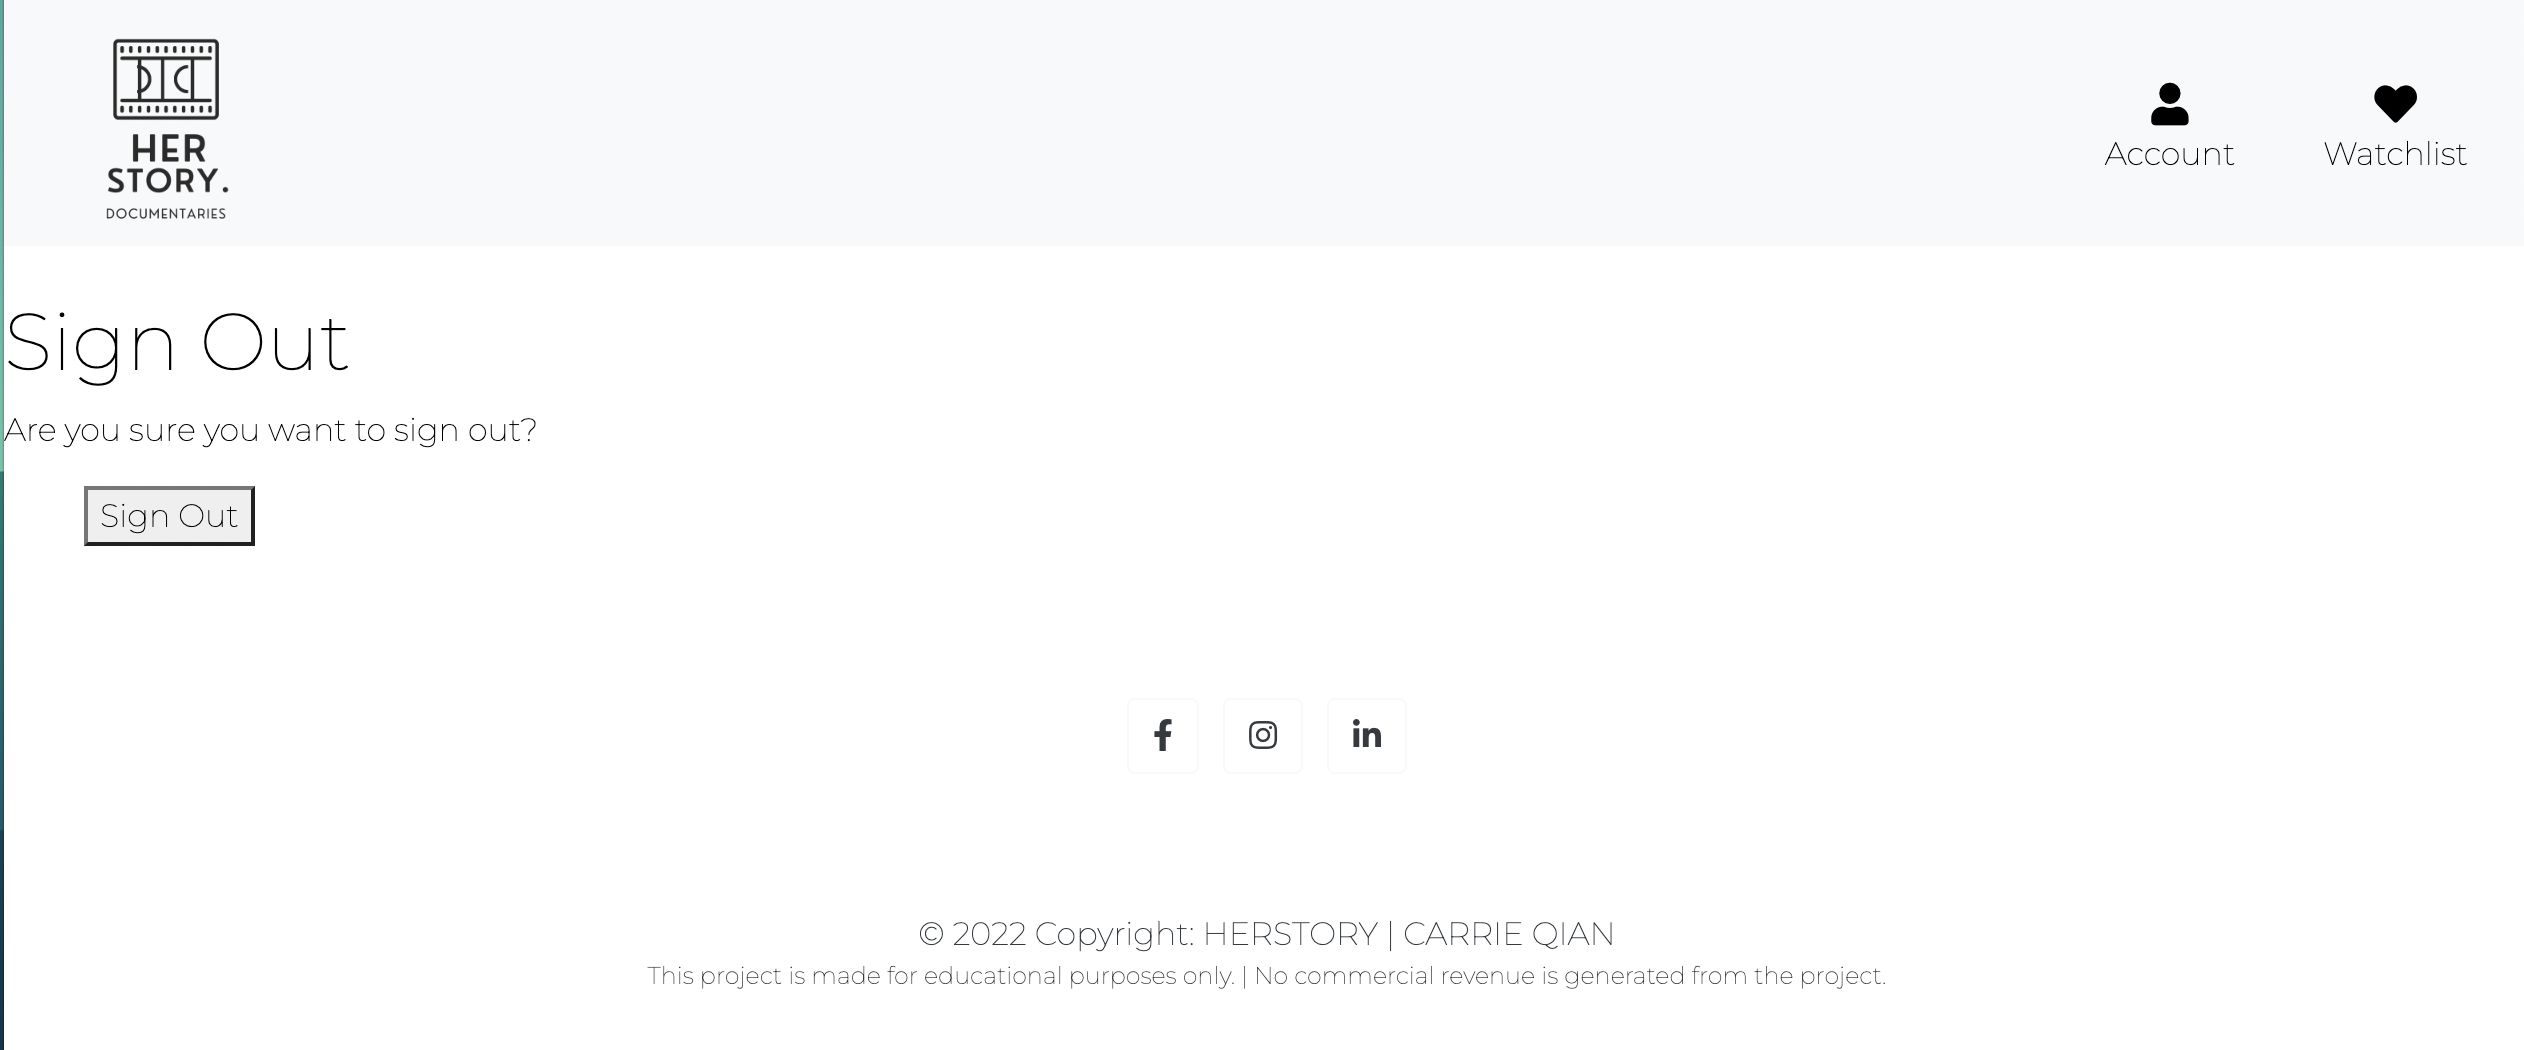 HER
STORY.
DOCUMENTARIES
Account
Watchlist
Sign Out
Are you sure you want to sign out?
Sign Out
© 2022 Copyright: HERSTORY | CARRIE QIAN
This project is made for educational purposes only. | No commercial revenue is generated from the project.